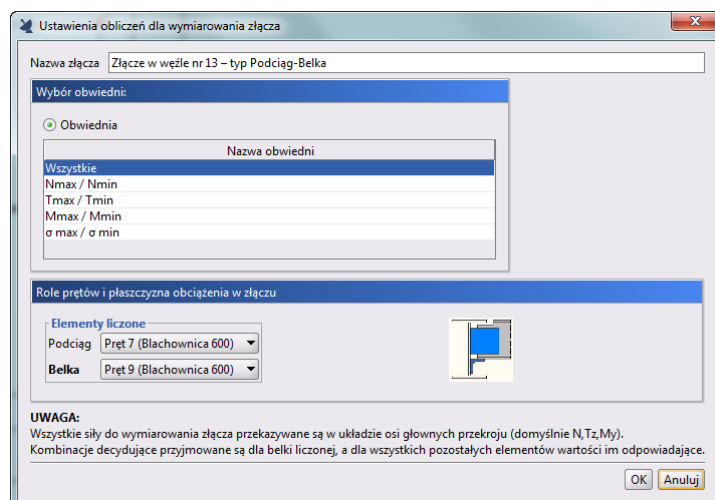 Ustawienia obliczeń dla wymiarowania złącza
Nazwa złącza Złącze w węźle nr 13 – typ Podciąg-Belka
Wybór obwiedni:
Obwiednia
Nazwa obwiedni
Wszystkie
Nmax / Nmin
Tmax / Tmin
Mmax / Mmin
σ max / σ min
Role prętów i płaszczyzna obciążenia w złączu
Elementy liczone
Podciąg Pręt 7 (Blachownica 600)
Belka Pręt 9 (Blachownica 600)
UWAGA:
Wszystkie siły do wymiarowania złącza przekazywane są w układzie osi głownych przekroju (domyślnie N,Tz,My).
Kombinacje decydujące przyjmowane są dla belki liczonej, a dla wszystkich pozostałych elementów wartości im odpowiadające.
OK Anuluj